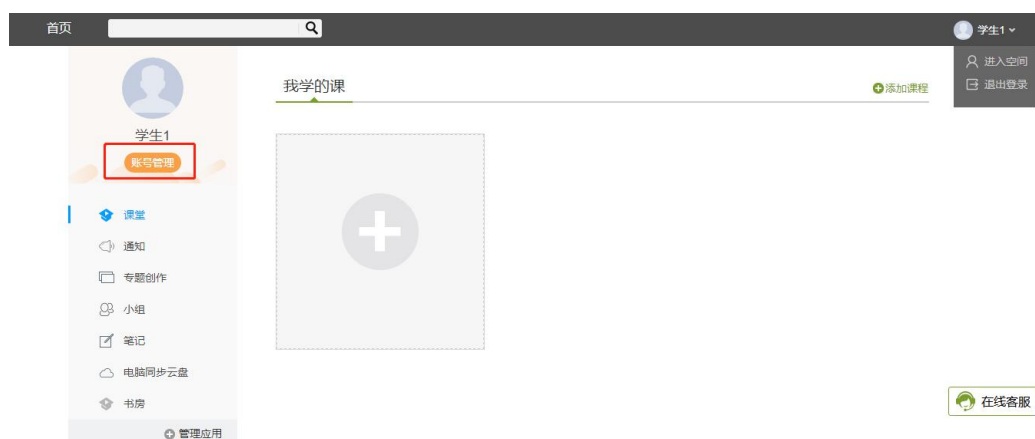 首页
学生1
进入空间
退出登录
学生1
账号管理
课堂
通知
专题创作
小组
笔记
电脑同步云盘
书房
管理应用
我学的课
添加课程
在线客服